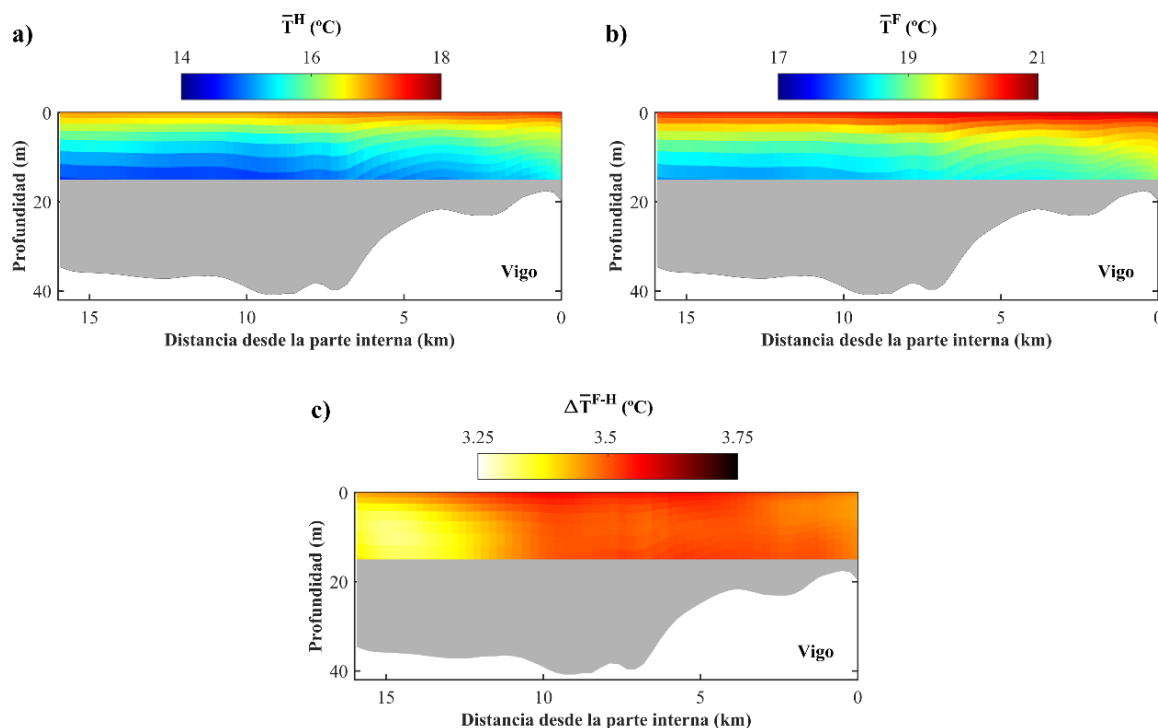 a)
T̅ᴴ (ºC)
14 16 18
0
20
40
Profundidad (m)
Vigo
15 10 5 0
Distancia desde la parte interna (km)
b)
T̅ᶠ (ºC)
17 19 21
0
20
40
Profundidad (m)
Vigo
15 10 5 0
Distancia desde la parte interna (km)
c)
ΔT̅ᶠ⁻ᴴ (ºC)
3.25 3.5 3.75
0
20
40
Profundidad (m)
Vigo
15 10 5 0
Distancia desde la parte interna (km)